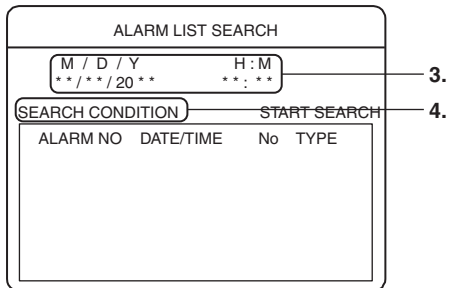 ALARM LIST SEARCH
M / D / Y H : M
* * / * * / 20 * * * * : * *
3.
SEARCH CONDITION START SEARCH
4.
ALARM NO DATE/TIME No TYPE